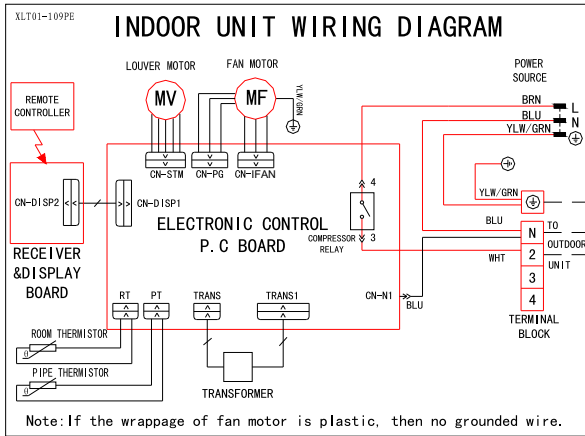 XLT01-109PE
INDOOR UNIT WIRING DIAGRAM
LOUVER MOTOR
FAN MOTOR
POWER
SOURCE
REMOTE
CONTROLLER
MV
MF
YLW/GRN
BRN
L
BLU
N
YLW/GRN
CN-STM
CN-PG
CN-IFAN
CN-DISP2
CN-DISP1
4
YLW/GRN
ELECTRONIC CONTROL
P.C BOARD
COMPRESSOR
RELAY
3
BLU
N
TO
OUTDOOR
UNIT
WHT
2
3
4
TERMINAL
BLOCK
RECEIVER
&DISPLAY
BOARD
RT
PT
TRANS
TRANS1
CN-N1
BLU
ROOM THERMISTOR
θ
PIPE THERMISTOR
θ
TRANSFORMER
Note:If the wrappage of fan motor is plastic, then no grounded wire.